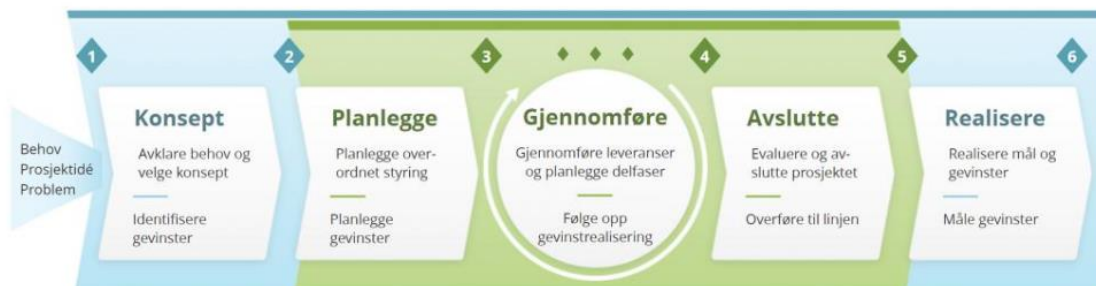 1
2
3
4
5
6
Behov
Prosjektidé
Problem
Konsept
Avklare behov og
velge konsept
Identifisere
gevinster
Planlegge
Planlegge over-
ordnet styring
Planlegge
gevinster
Gjennomføre
Gjennomføre leveranser
og planlegge delfaser
Følge opp
gevinstrealisering
Avslutte
Evaluere og av-
slutte prosjektet
Overføre til linjen
Realisere
Realisere mål og
gevinster
Måle gevinster